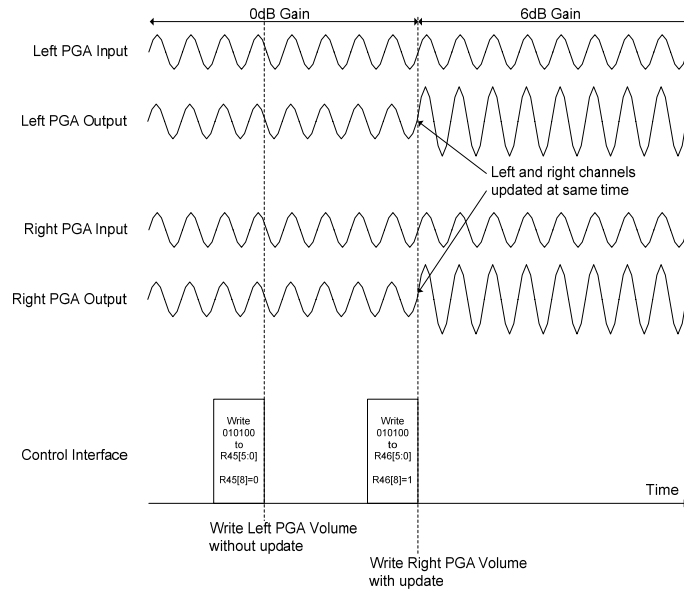 0dB Gain
6dB Gain
Left PGA Input
Left PGA Output
Left and right channels
updated at same time
Right PGA Input
Right PGA Output
Control Interface
Write
010100
to
R45[5:0]
R45[8]=0
Write
010100
to
R46[5:0]
R46[8]=1
Time
Write Left PGA Volume
without update
Write Right PGA Volume
with update